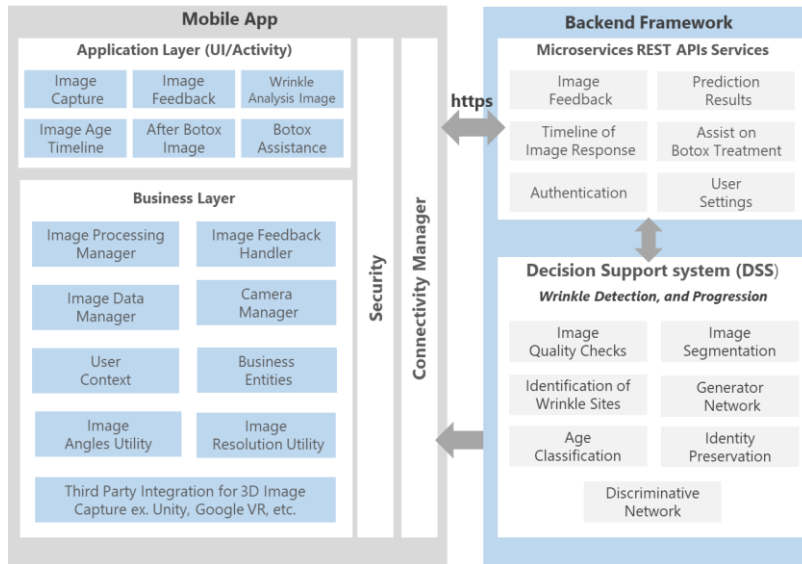 Mobile App
Application Layer (UI/Activity)
Image
Capture
Image
Feedback
Wrinkle
Analysis Image
Image Age
Timeline
After Botox
Image
Botox
Assistance
Business Layer
Image Processing
Manager
Image Feedback
Handler
Image Data
Manager
Camera
Manager
User
Context
Business
Entities
Image
Angles Utility
Image
Resolution Utility
Third Party Integration for 3D Image
Capture ex. Unity, Google VR, etc.
Security
Connectivity Manager
https
Backend Framework
Microservices REST APIs Services
Image
Feedback
Prediction
Results
Timeline of
Image Response
Assist on
Botox Treatment
Authentication
User
Settings
Decision Support system (DSS)
Wrinkle Detection, and Progression
Image
Quality Checks
Image
Segmentation
Identification of
Wrinkle Sites
Generator
Network
Age
Classification
Identity
Preservation
Discriminative
Network